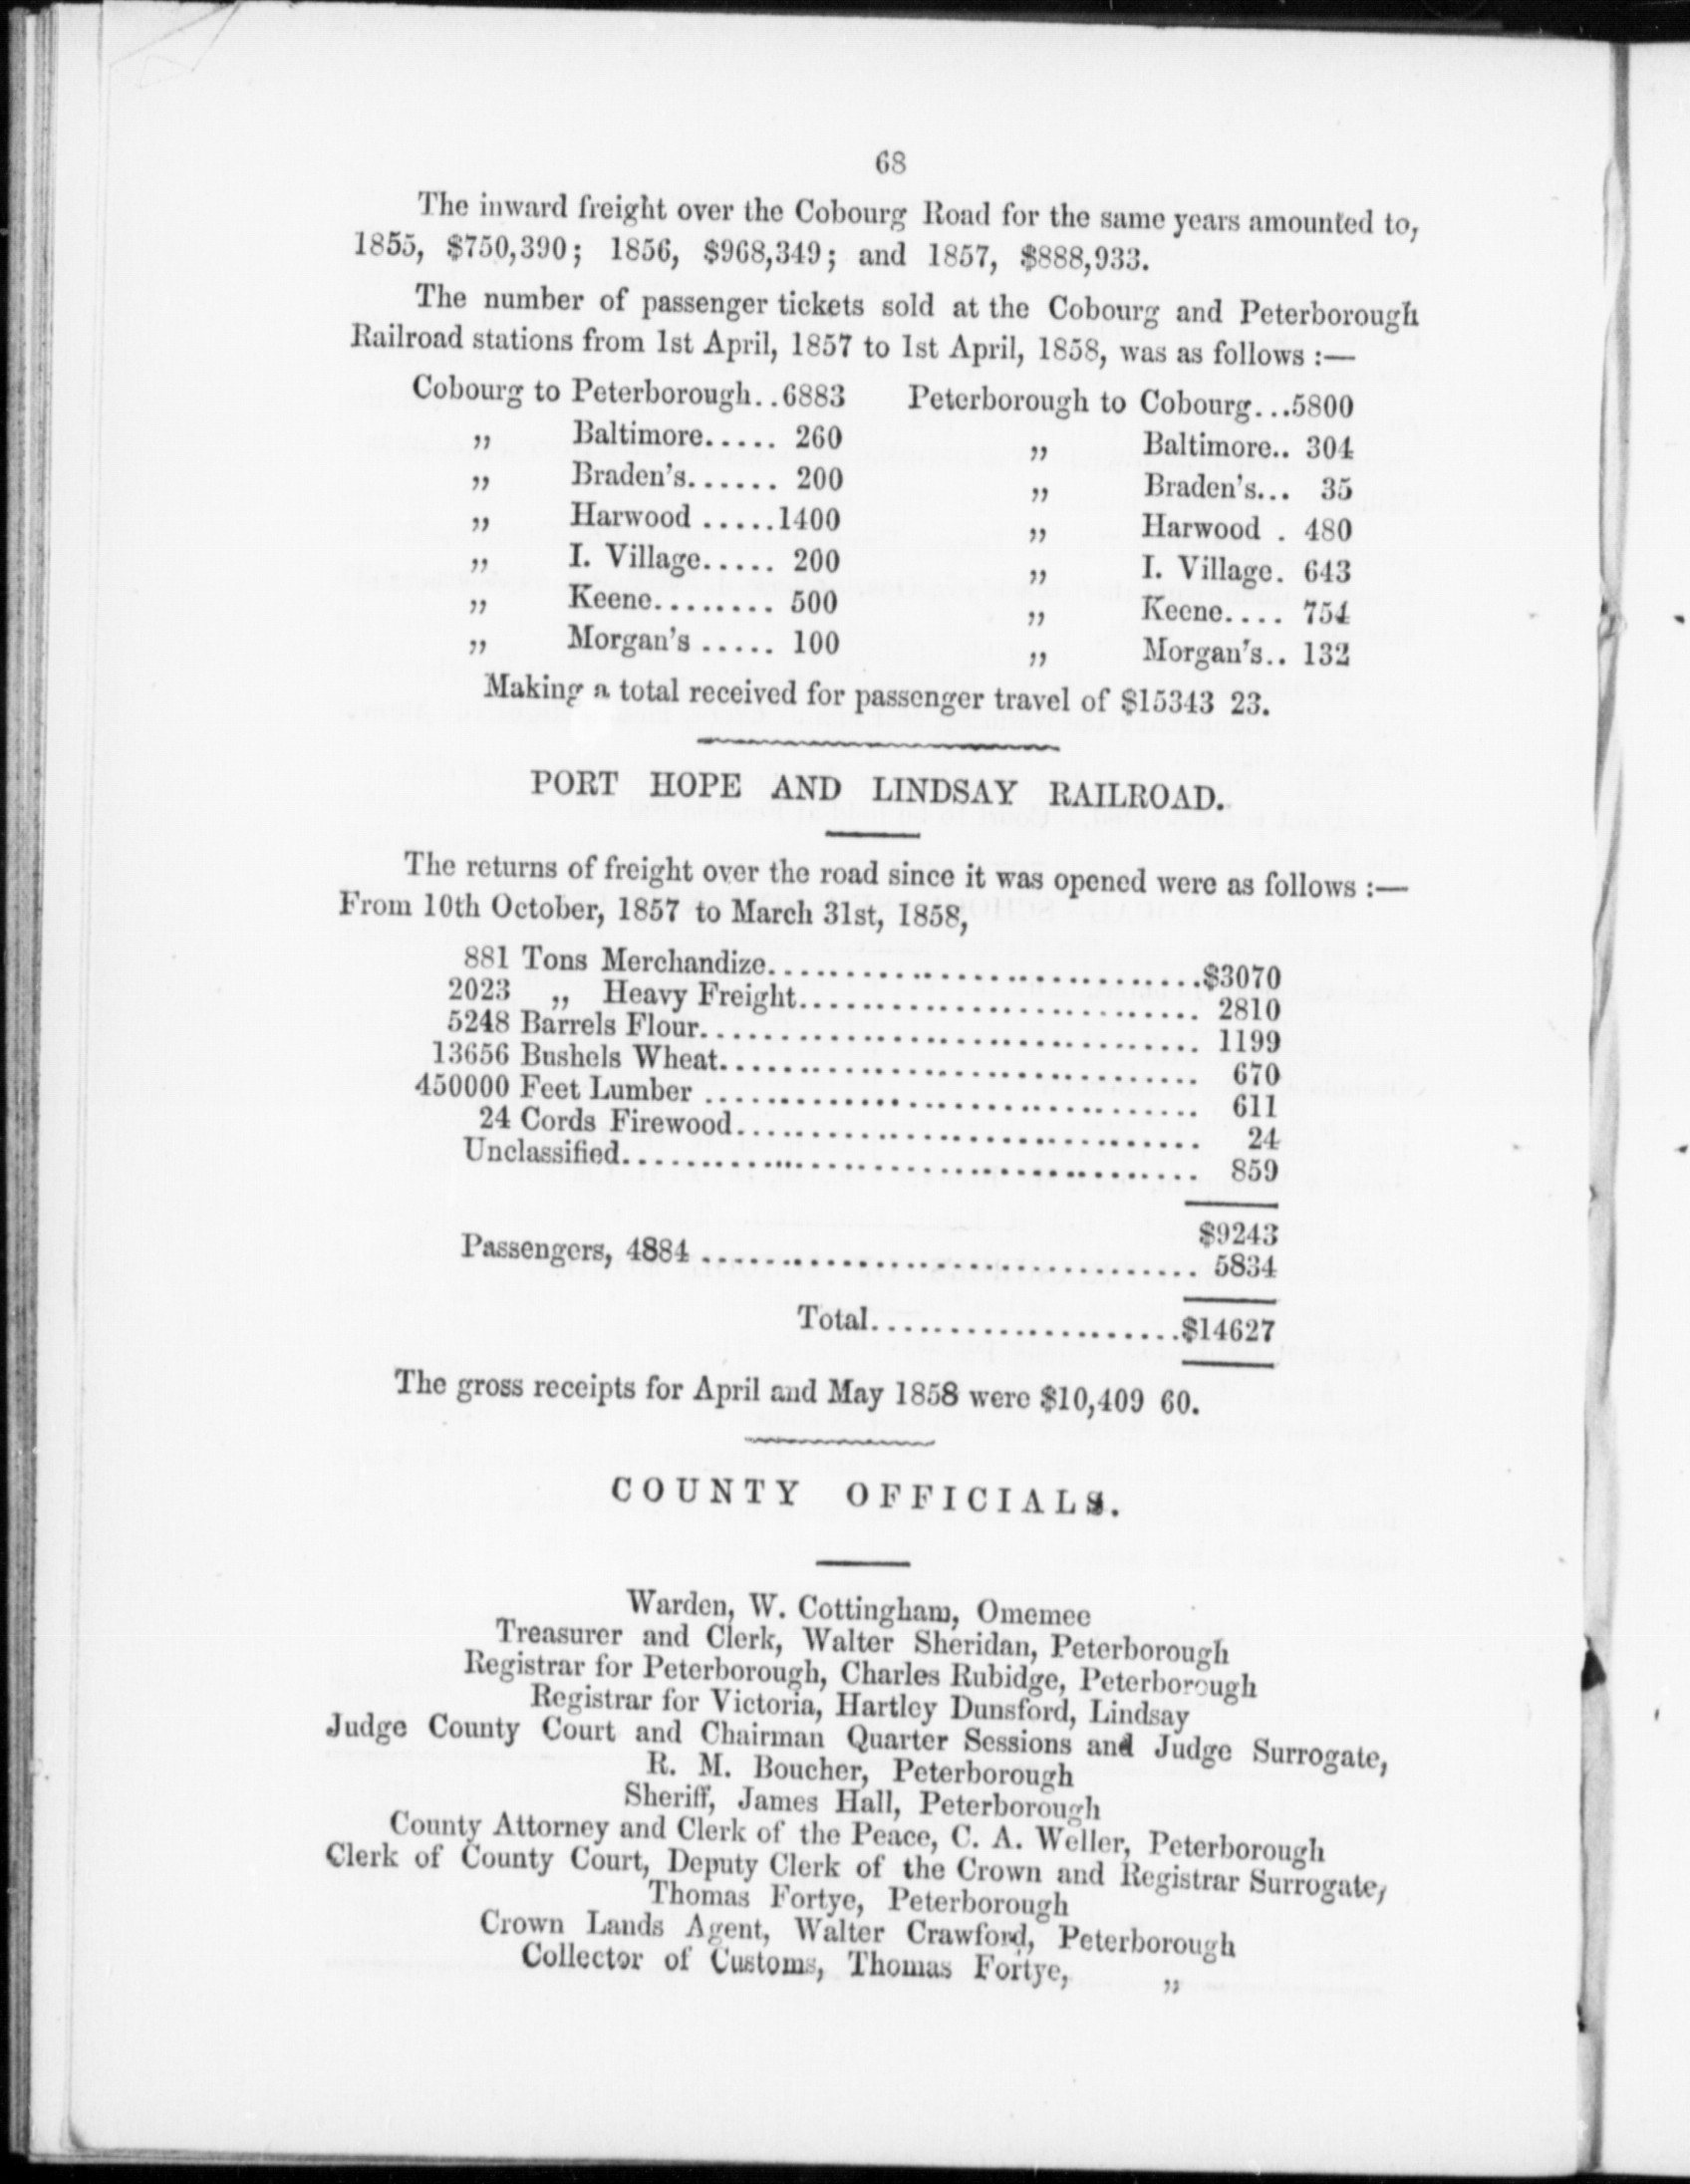 68
The inward freight over the Cobourg Road for the same years amounted to,
1855, $750,390; 1856, $968,349; and 1857, $888,933.
The number of passenger tickets sold at the Cobourg and Peterborough
Railroad stations from 1st April, 1857 to 1st April, 1858, was as follows :—
Cobourg to Peterborough..6883 Peterborough to Cobourg...5800
„ Baltimore..... 260 „ Baltimore.. 304
„ Braden's...... 200 „ Braden's... 35
„ Harwood .....1400 „ Harwood . 480
„ I. Village..... 200 „ I. Village. 643
„ Keene........ 500 „ Keene.... 754
„ Morgan's ..... 100 „ Morgan's.. 132
Making a total received for passenger travel of $15343 23.
PORT HOPE AND LINDSAY RAILROAD.
The returns of freight over the road since it was opened were as follows :—
From 10th October, 1857 to March 31st, 1858,
881 Tons Merchandize..............................$3070
2023 „ Heavy Freight............................ 2810
5248 Barrels Flour.................................. 1199
13656 Bushels Wheat................................ 670
450000 Feet Lumber ................................. 611
24 Cords Firewood............................... 24
Unclassified....................................... 859
$9243
Passengers, 4884 .................................. 5834
Total.....................$14627
The gross receipts for April and May 1858 were $10,409 60.
COUNTY OFFICIALS.
Warden, W. Cottingham, Omemee
Treasurer and Clerk, Walter Sheridan, Peterborough
Registrar for Peterborough, Charles Rubidge, Peterborough
Registrar for Victoria, Hartley Dunsford, Lindsay
Judge County Court and Chairman Quarter Sessions and Judge Surrogate,
R. M. Boucher, Peterborough
Sheriff, James Hall, Peterborough
County Attorney and Clerk of the Peace, C. A. Weller, Peterborough
Clerk of County Court, Deputy Clerk of the Crown and Registrar Surrogate,
Thomas Fortye, Peterborough
Crown Lands Agent, Walter Crawford, Peterborough
Collector of Customs, Thomas Fortye, „